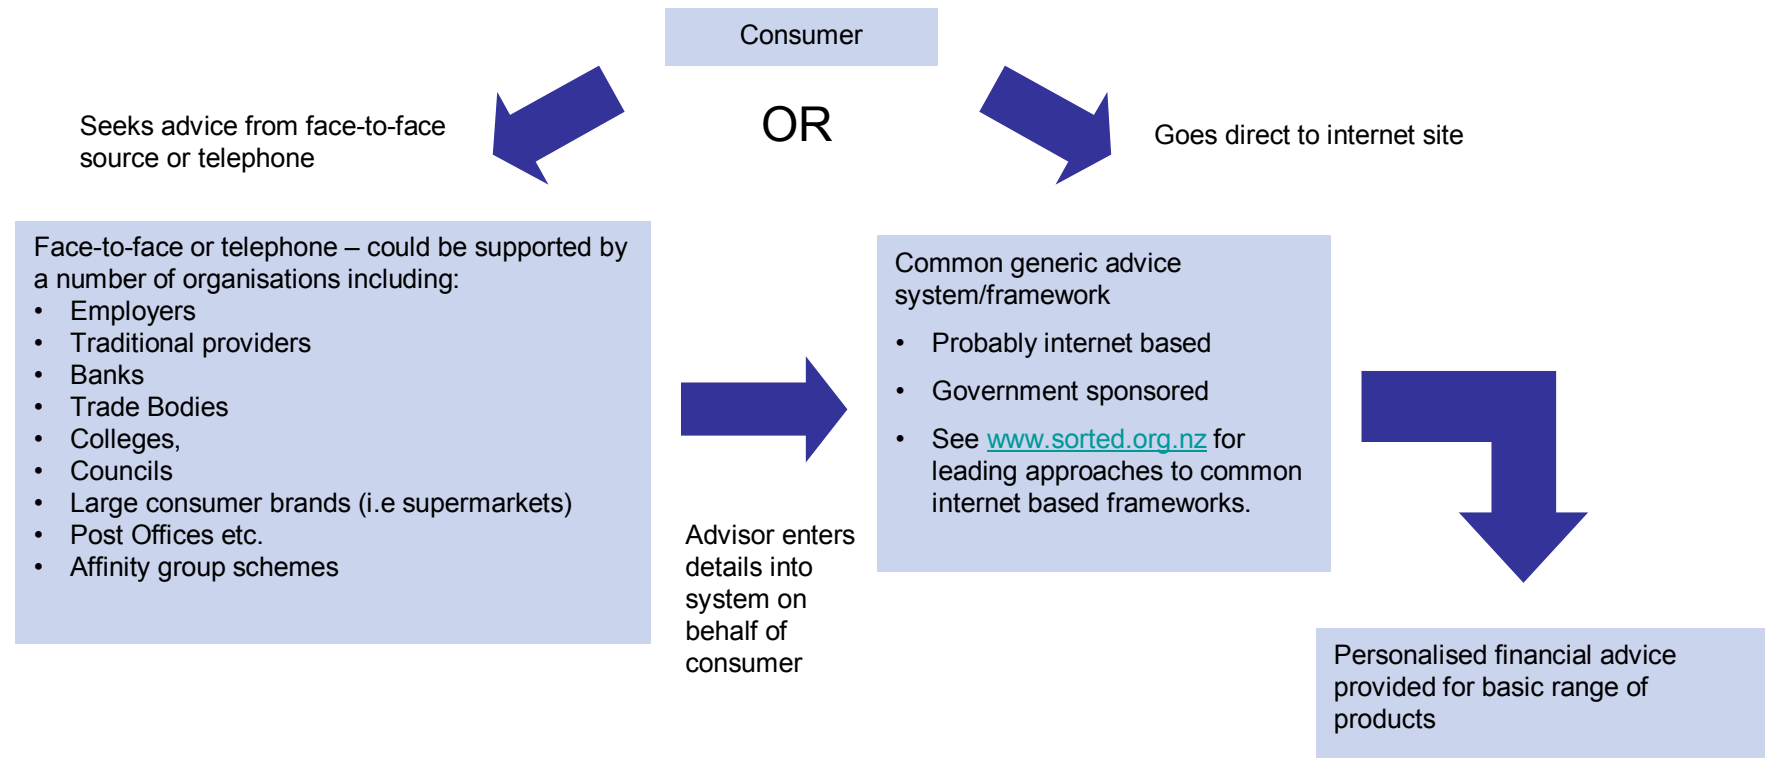 Consumer
OR
Seeks advice from face-to-face
source or telephone
Goes direct to internet site
Face-to-face or telephone – could be supported by
a number of organisations including:
• Employers
• Traditional providers
• Banks
• Trade Bodies
• Colleges,
• Councils
• Large consumer brands (i.e supermarkets)
• Post Offices etc.
• Affinity group schemes
Advisor enters
details into
system on
behalf of
consumer
Common generic advice
system/framework
• Probably internet based
• Government sponsored
• See www.sorted.org.nz for
leading approaches to common
internet based frameworks.
Personalised financial advice
provided for basic range of
products